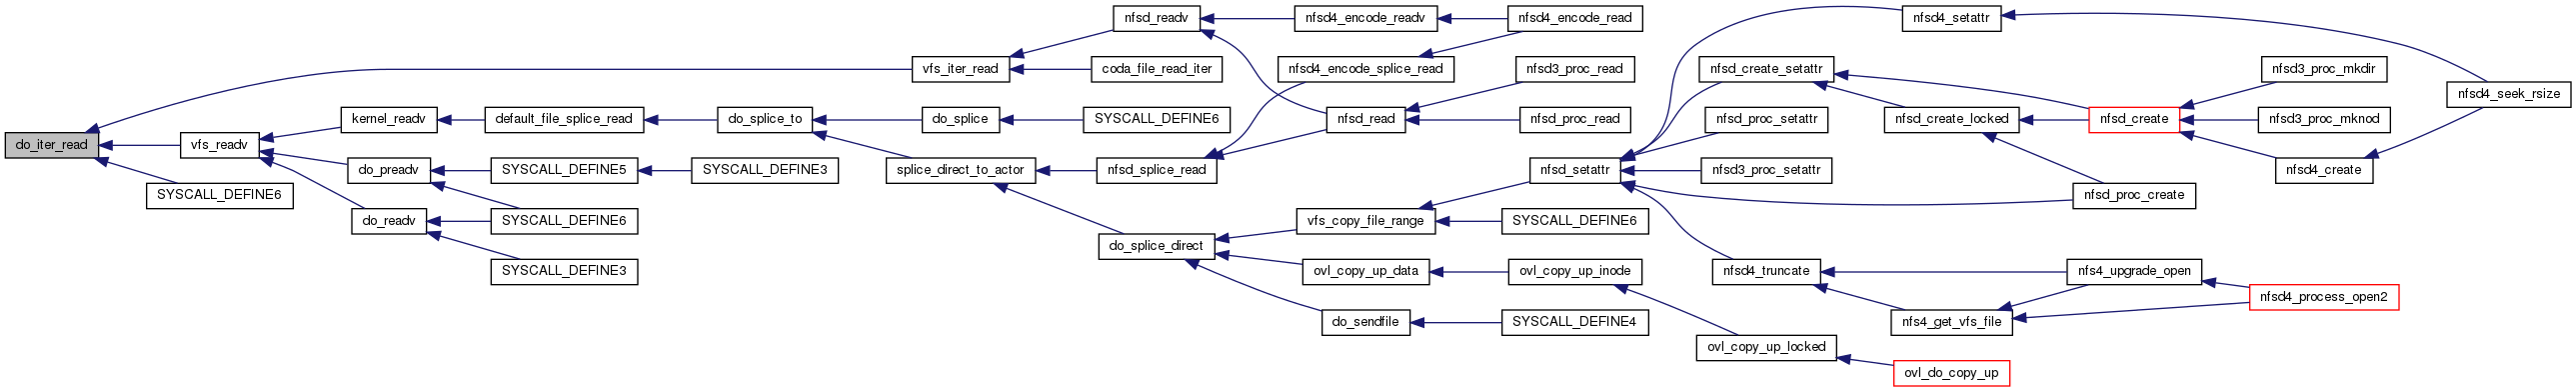 do_iter_read
vfs_iter_read
nfsd_readv
nfsd4_encode_readv
nfsd4_encode_read
nfsd_read
nfsd3_proc_read
nfsd_proc_read
coda_file_read_iter
vfs_readv
kernel_readv
default_file_splice_read
do_splice_to
do_splice
SYSCALL_DEFINE6
splice_direct_to_actor
nfsd_splice_read
nfsd4_encode_splice_read
do_splice_direct
vfs_copy_file_range
nfsd_setattr
nfsd4_setattr
nfsd4_seek_rsize
nfsd_create_setattr
nfsd_create_locked
nfsd_create
nfsd3_proc_mkdir
nfsd3_proc_mknod
nfsd4_create
nfsd_proc_create
nfsd_proc_setattr
nfsd3_proc_setattr
nfsd4_truncate
nfs4_upgrade_open
nfsd4_process_open2
nfs4_get_vfs_file
SYSCALL_DEFINE6
ovl_copy_up_data
ovl_copy_up_inode
ovl_copy_up_locked
ovl_do_copy_up
do_sendfile
SYSCALL_DEFINE4
do_preadv
SYSCALL_DEFINE5
SYSCALL_DEFINE3
SYSCALL_DEFINE6
do_readv
SYSCALL_DEFINE3
SYSCALL_DEFINE6